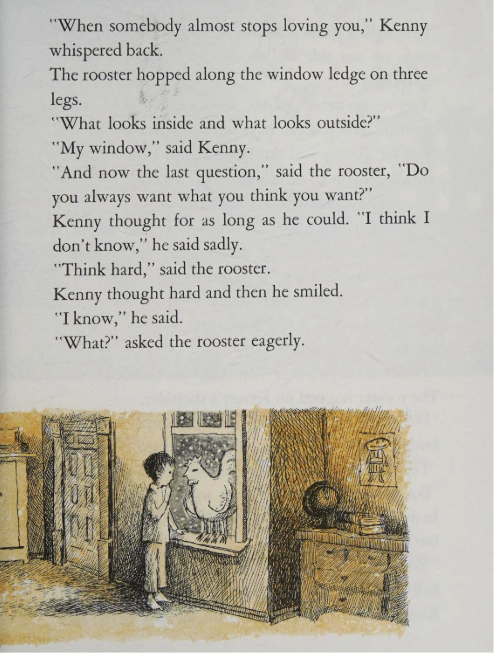 "When somebody almost stops loving you," Kenny
whispered back.
The rooster hopped along the window ledge on three
legs.
"What looks inside and what looks outside?"
"My window," said Kenny.
"And now the last question," said the rooster, "Do
you always want what you think you want?"
Kenny thought for as long as he could. "I think I
don't know," he said sadly.
"Think hard," said the rooster.
Kenny thought hard and then he smiled.
"I know," he said.
"What?" asked the rooster eagerly.